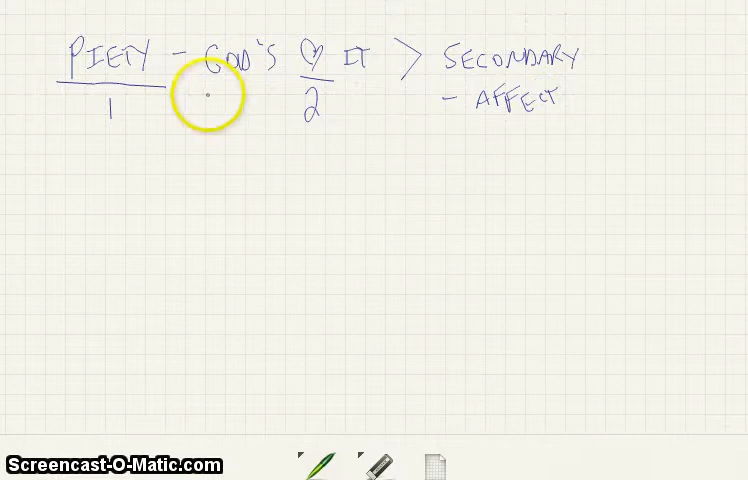 PIETY - GOD'S ♡ IT > SECONDARY
1 2 - AFFECT
Screencast-O-Matic.com